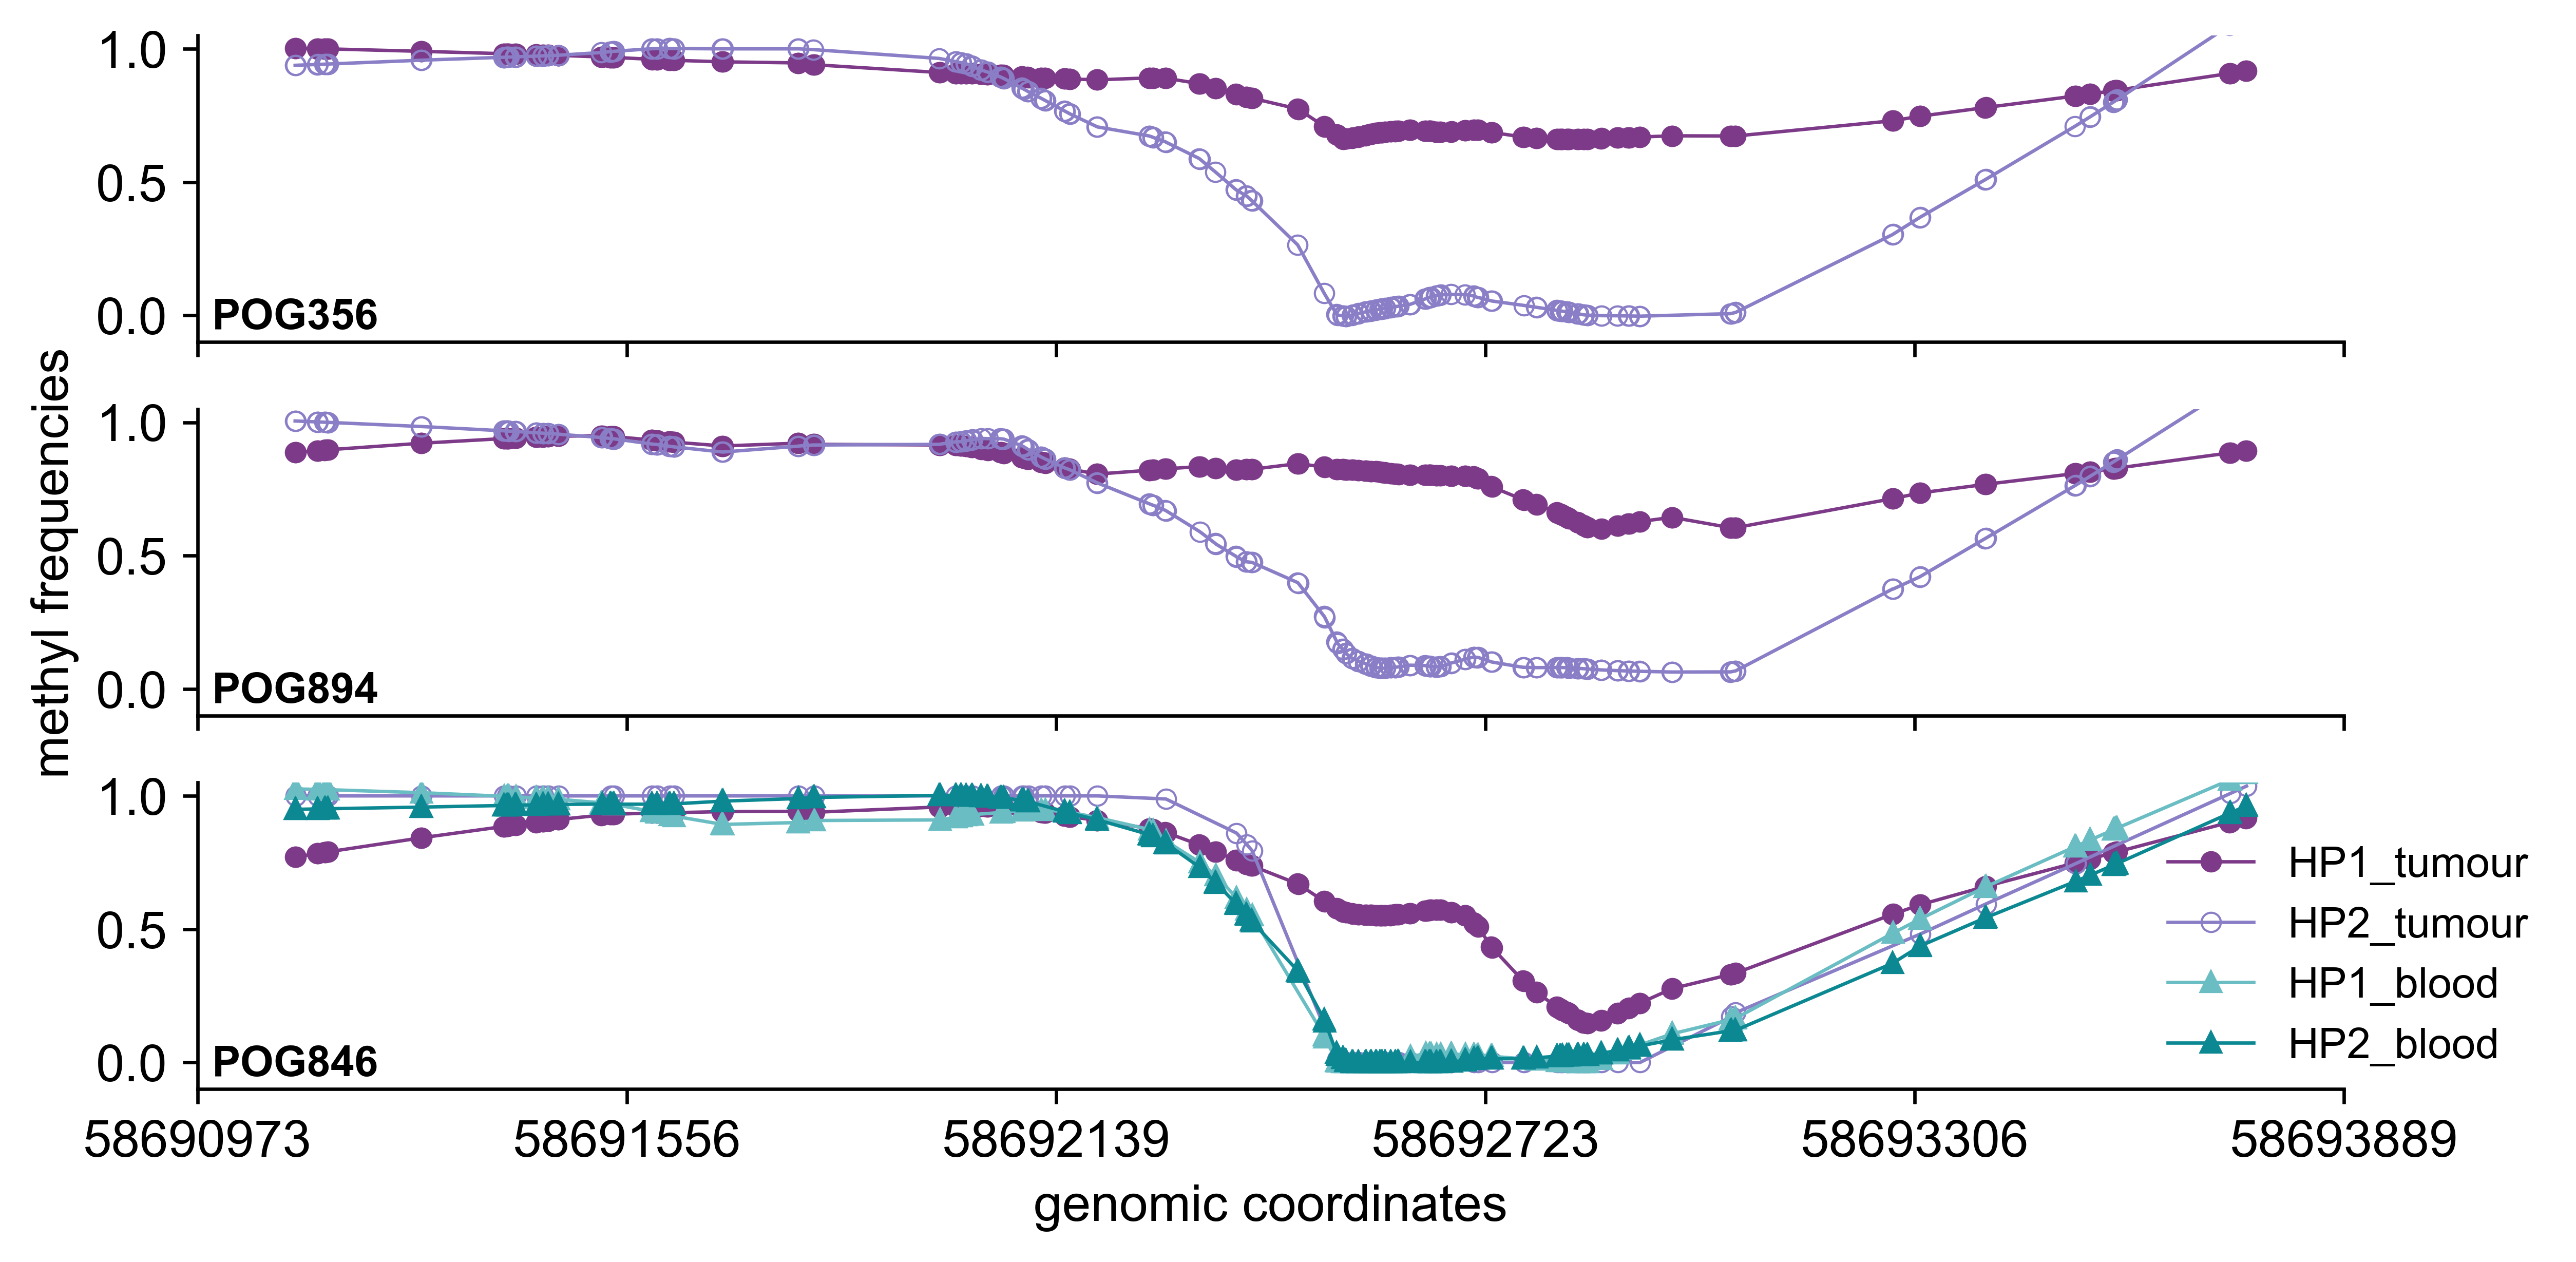 methyl frequencies
1.0
0.5
0.0
POG356
1.0
0.5
0.0
POG894
1.0
0.5
0.0
POG846
HP1_tumour
HP2_tumour
HP1_blood
HP2_blood
58690973 58691556 58692139 58692723 58693306 58693889
genomic coordinates